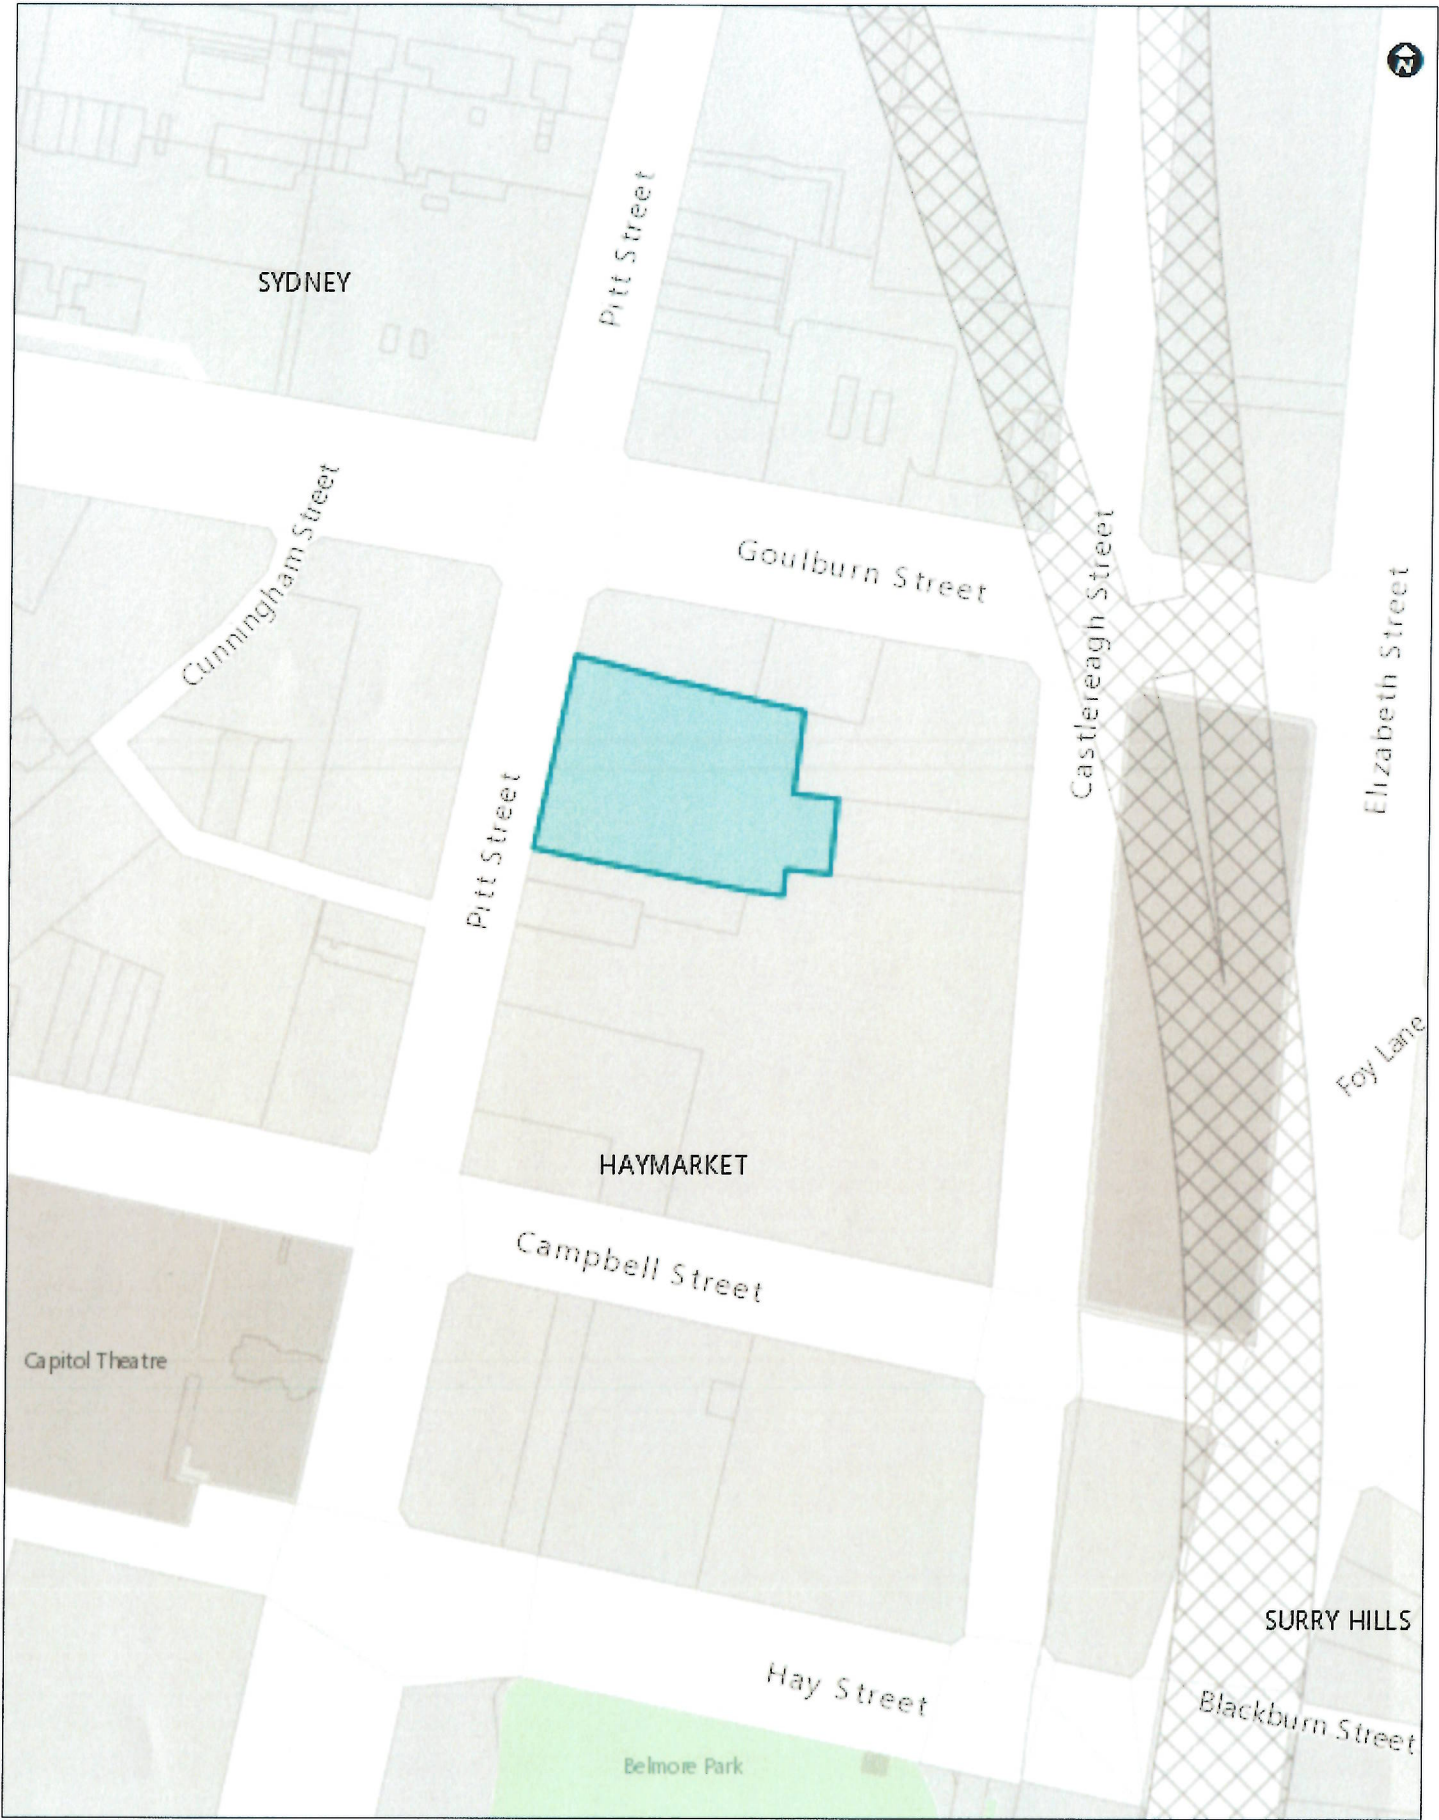 N
Pitt Street
SYDNEY
Cunningham Street
Goulburn Street
Castlereagh Street
Elizabeth Street
Pitt Street
Foy Lane
HAYMARKET
Campbell Street
Capitol Theatre
SURRY HILLS
Hay Street
Blackburn Street
Belmore Park